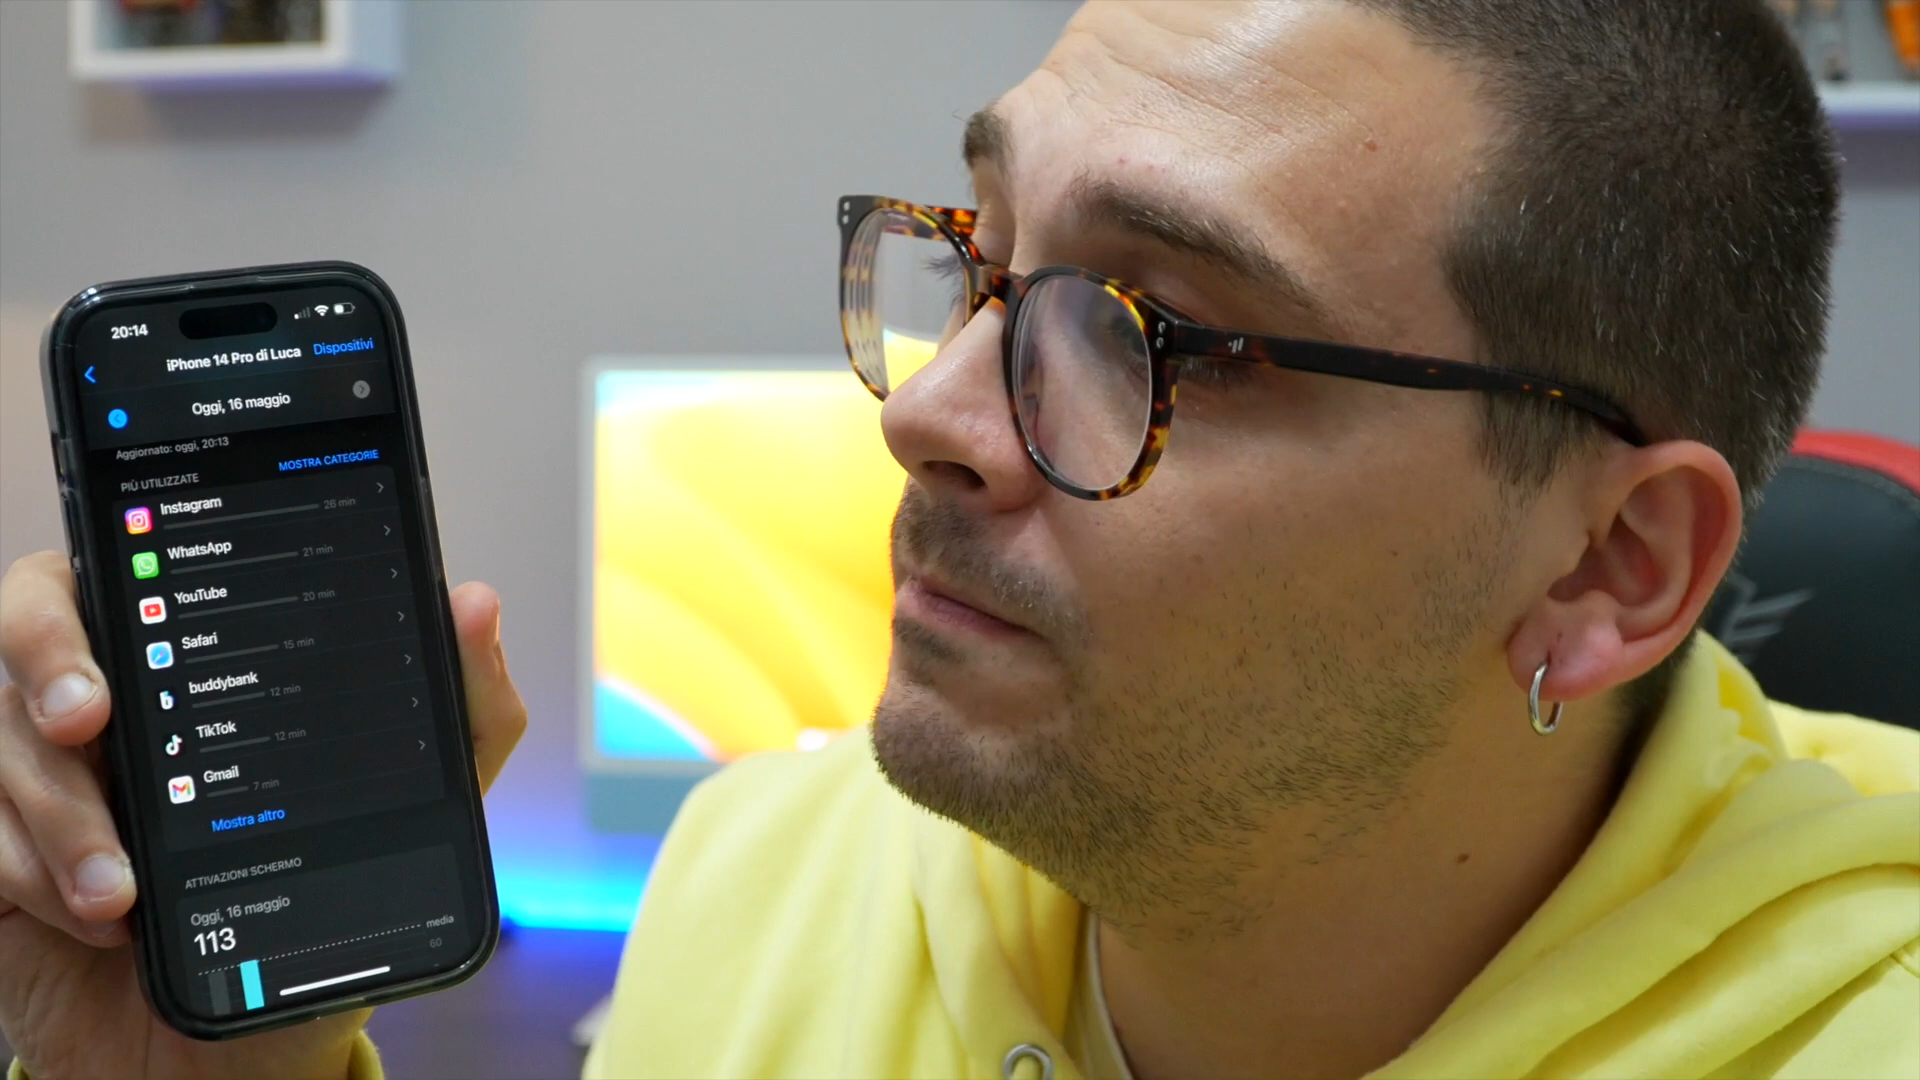 20:14
iPhone 14 Pro di Luca
Dispositivi
Oggi, 16 maggio
Aggiornato: oggi, 20:13
PIÙ UTILIZZATE
MOSTRA CATEGORIE
Instagram
26 min
WhatsApp
21 min
YouTube
20 min
Safari
15 min
buddybank
12 min
TikTok
12 min
Gmail
7 min
Mostra altro
ATTIVAZIONI SCHERMO
Oggi, 16 maggio
113
media
60